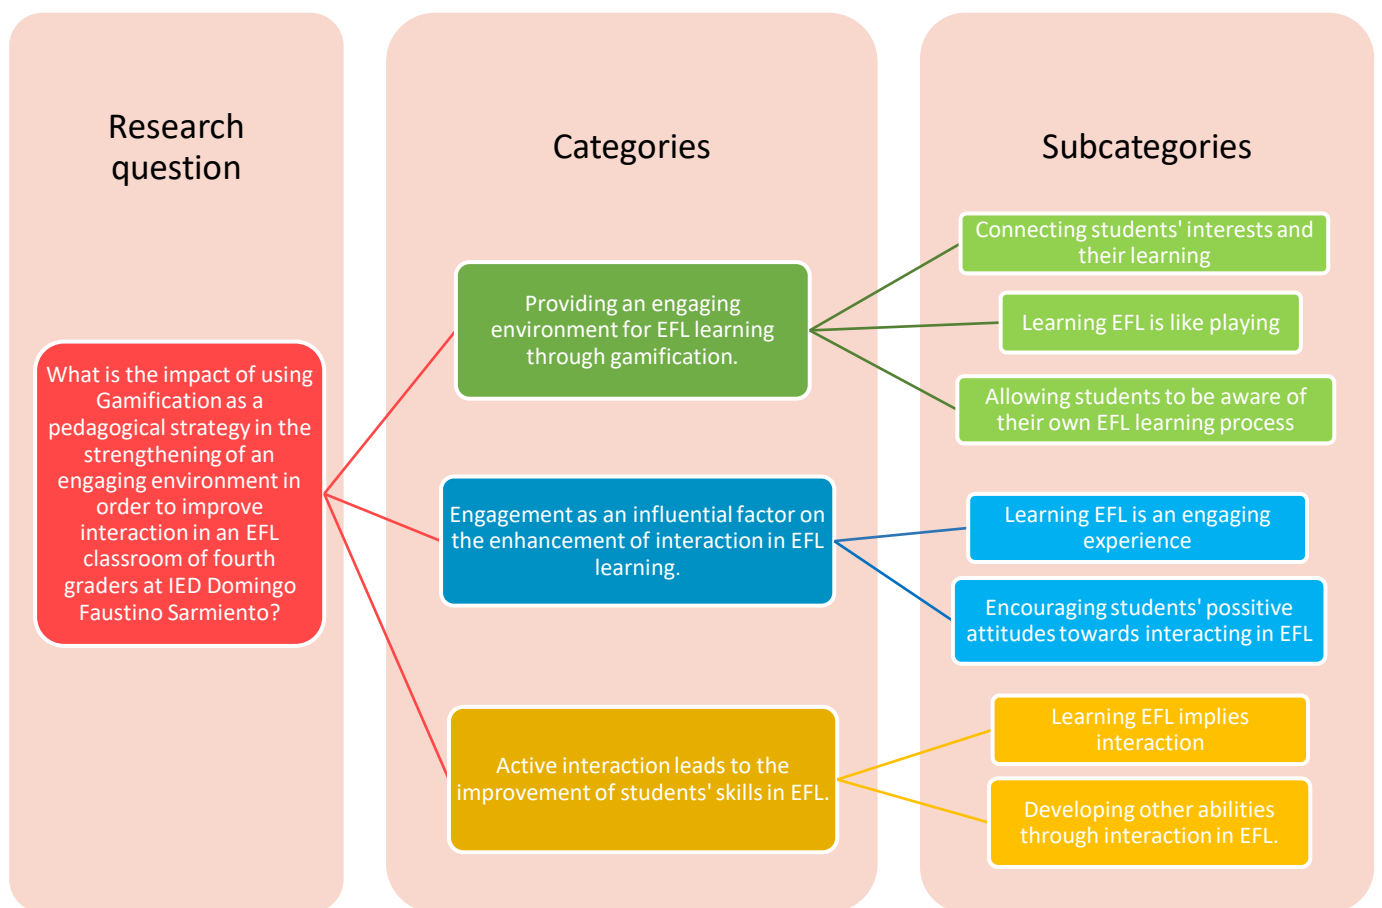 Research
question
Categories
Subcategories
What is the impact of using
Gamification as a
pedagogical strategy in the
strengthening of an
engaging environment in
order to improve
interaction in an EFL
classroom of fourth
graders at IED Domingo
Faustino Sarmiento?
Providing an engaging
environment for EFL learning
through gamification.
Connecting students' interests and
their learning
Learning EFL is like playing
Allowing students to be aware of
their own EFL learning process
Engagement as an influential factor on
the enhancement of interaction in EFL
learning.
Learning EFL is an engaging
experience
Encouraging students' possitive
attitudes towards interacting in EFL
Active interaction leads to the
improvement of students' skills in EFL.
Learning EFL implies
interaction
Developing other abilities
through interaction in EFL.